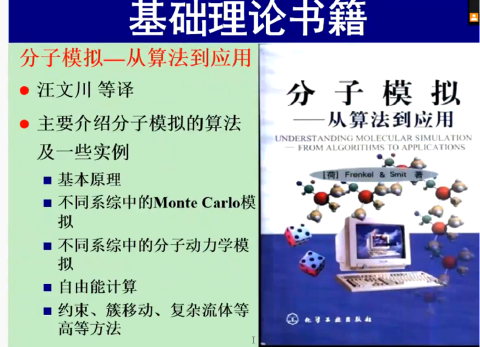 基础理论书籍
分子模拟—从算法到应用
汪文川 等译
主要介绍分子模拟的算法
及一些实例
基本原理
不同系综中的Monte Carlo模
拟
不同系综中的分子动力学模
拟
自由能计算
约束、簇移动、复杂流体等
高等方法
分子模拟
——从算法到应用
UNDERSTANDING MOLECULAR SIMULATION
— FROM ALGORITHMS TO APPLICATIONS
[荷] Frenkel & Smit 著
化学工业出版社